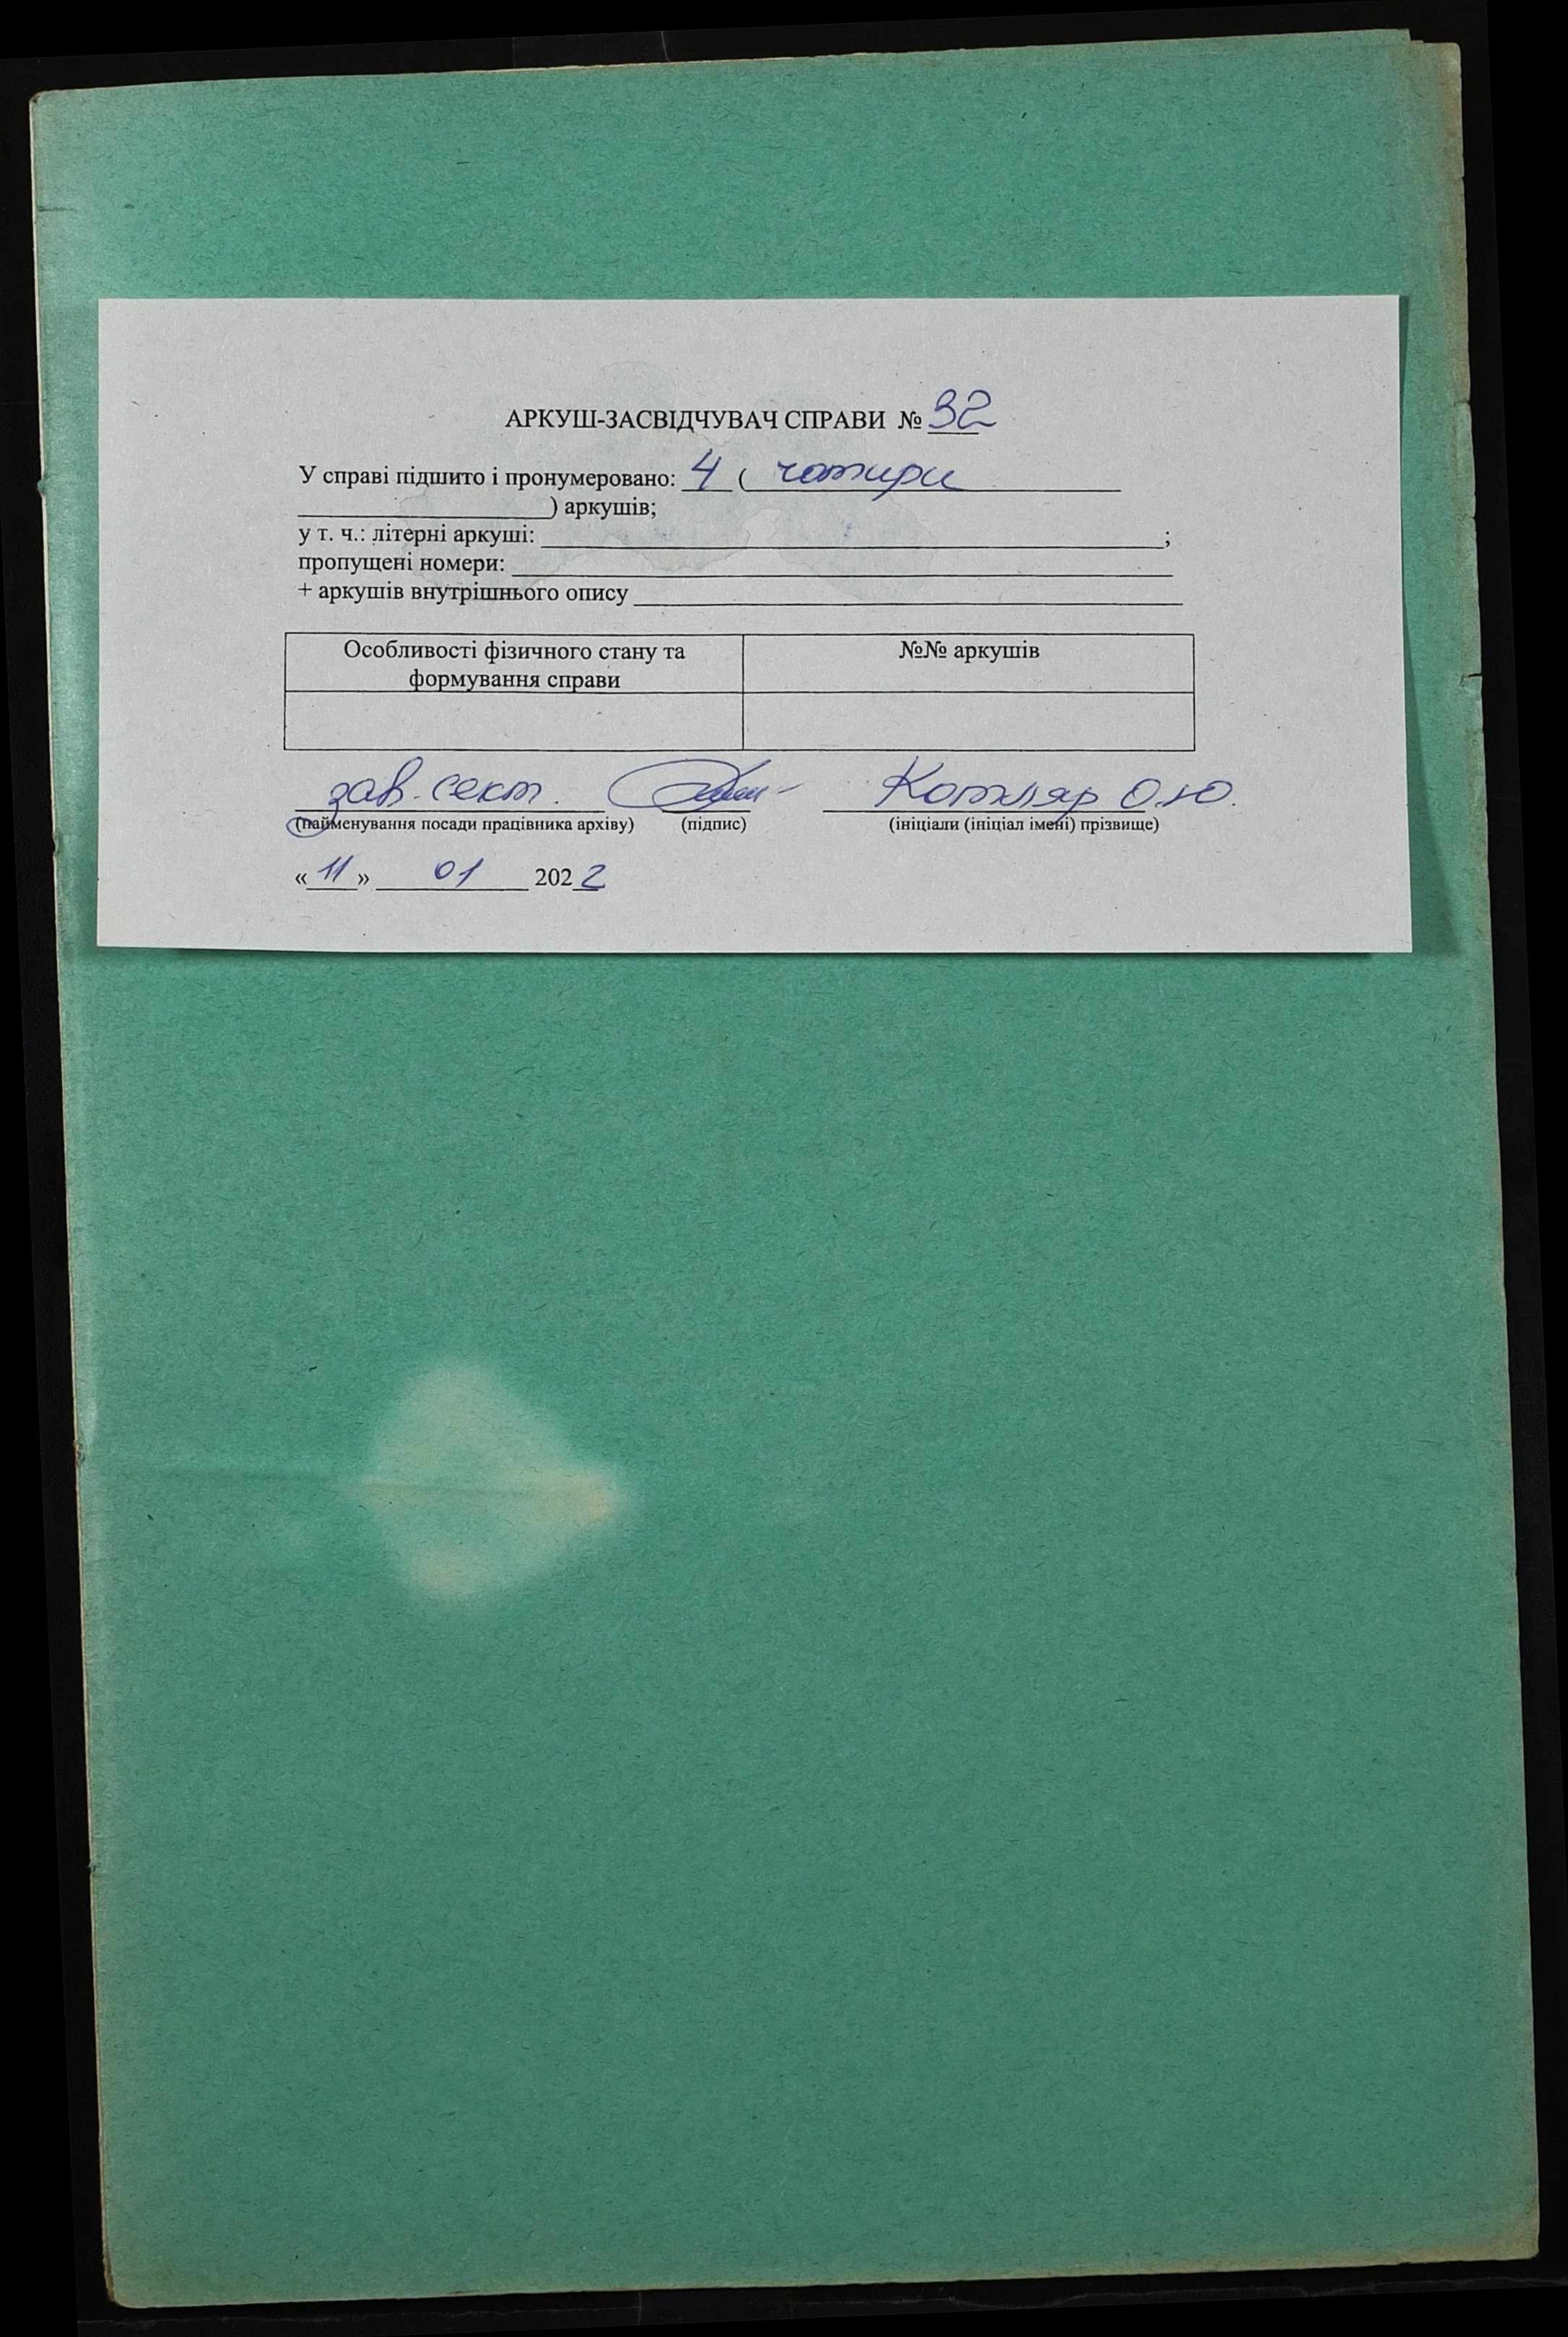 АРКУШ-ЗАСВІДЧУВАЧ СПРАВИ № 32
У справі підшито і пронумеровано: 4 ( чотири
) аркушів;
у т. ч.: літерні аркуші: ;
пропущені номери:
+ аркушів внутрішнього опису
Особливості фізичного стану та формування справи
№№ аркушів
зав. сект. Котляр О.Ю.
(найменування посади працівника архіву) (підпис) (ініціали (ініціал імені) прізвище)
« 11 » 01 2022